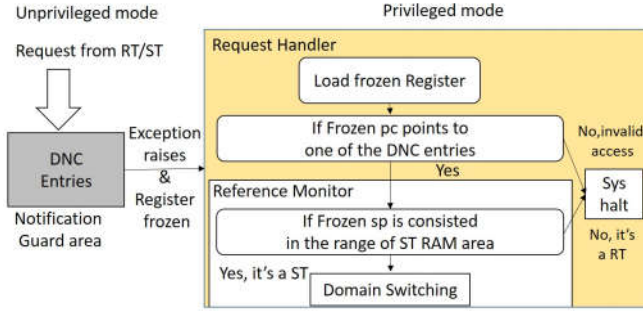 Unprivileged mode
Privileged mode
Request from RT/ST
Request Handler
Load frozen Register
If Frozen pc points to
one of the DNC entries
No,invalid
access
Exception
raises
&
Register
frozen
DNC
Entries
Notification
Guard area
Yes
Reference Monitor
Sys
halt
If Frozen sp is consisted
in the range of ST RAM area
No, it's
a RT
Yes, it's a ST
Domain Switching